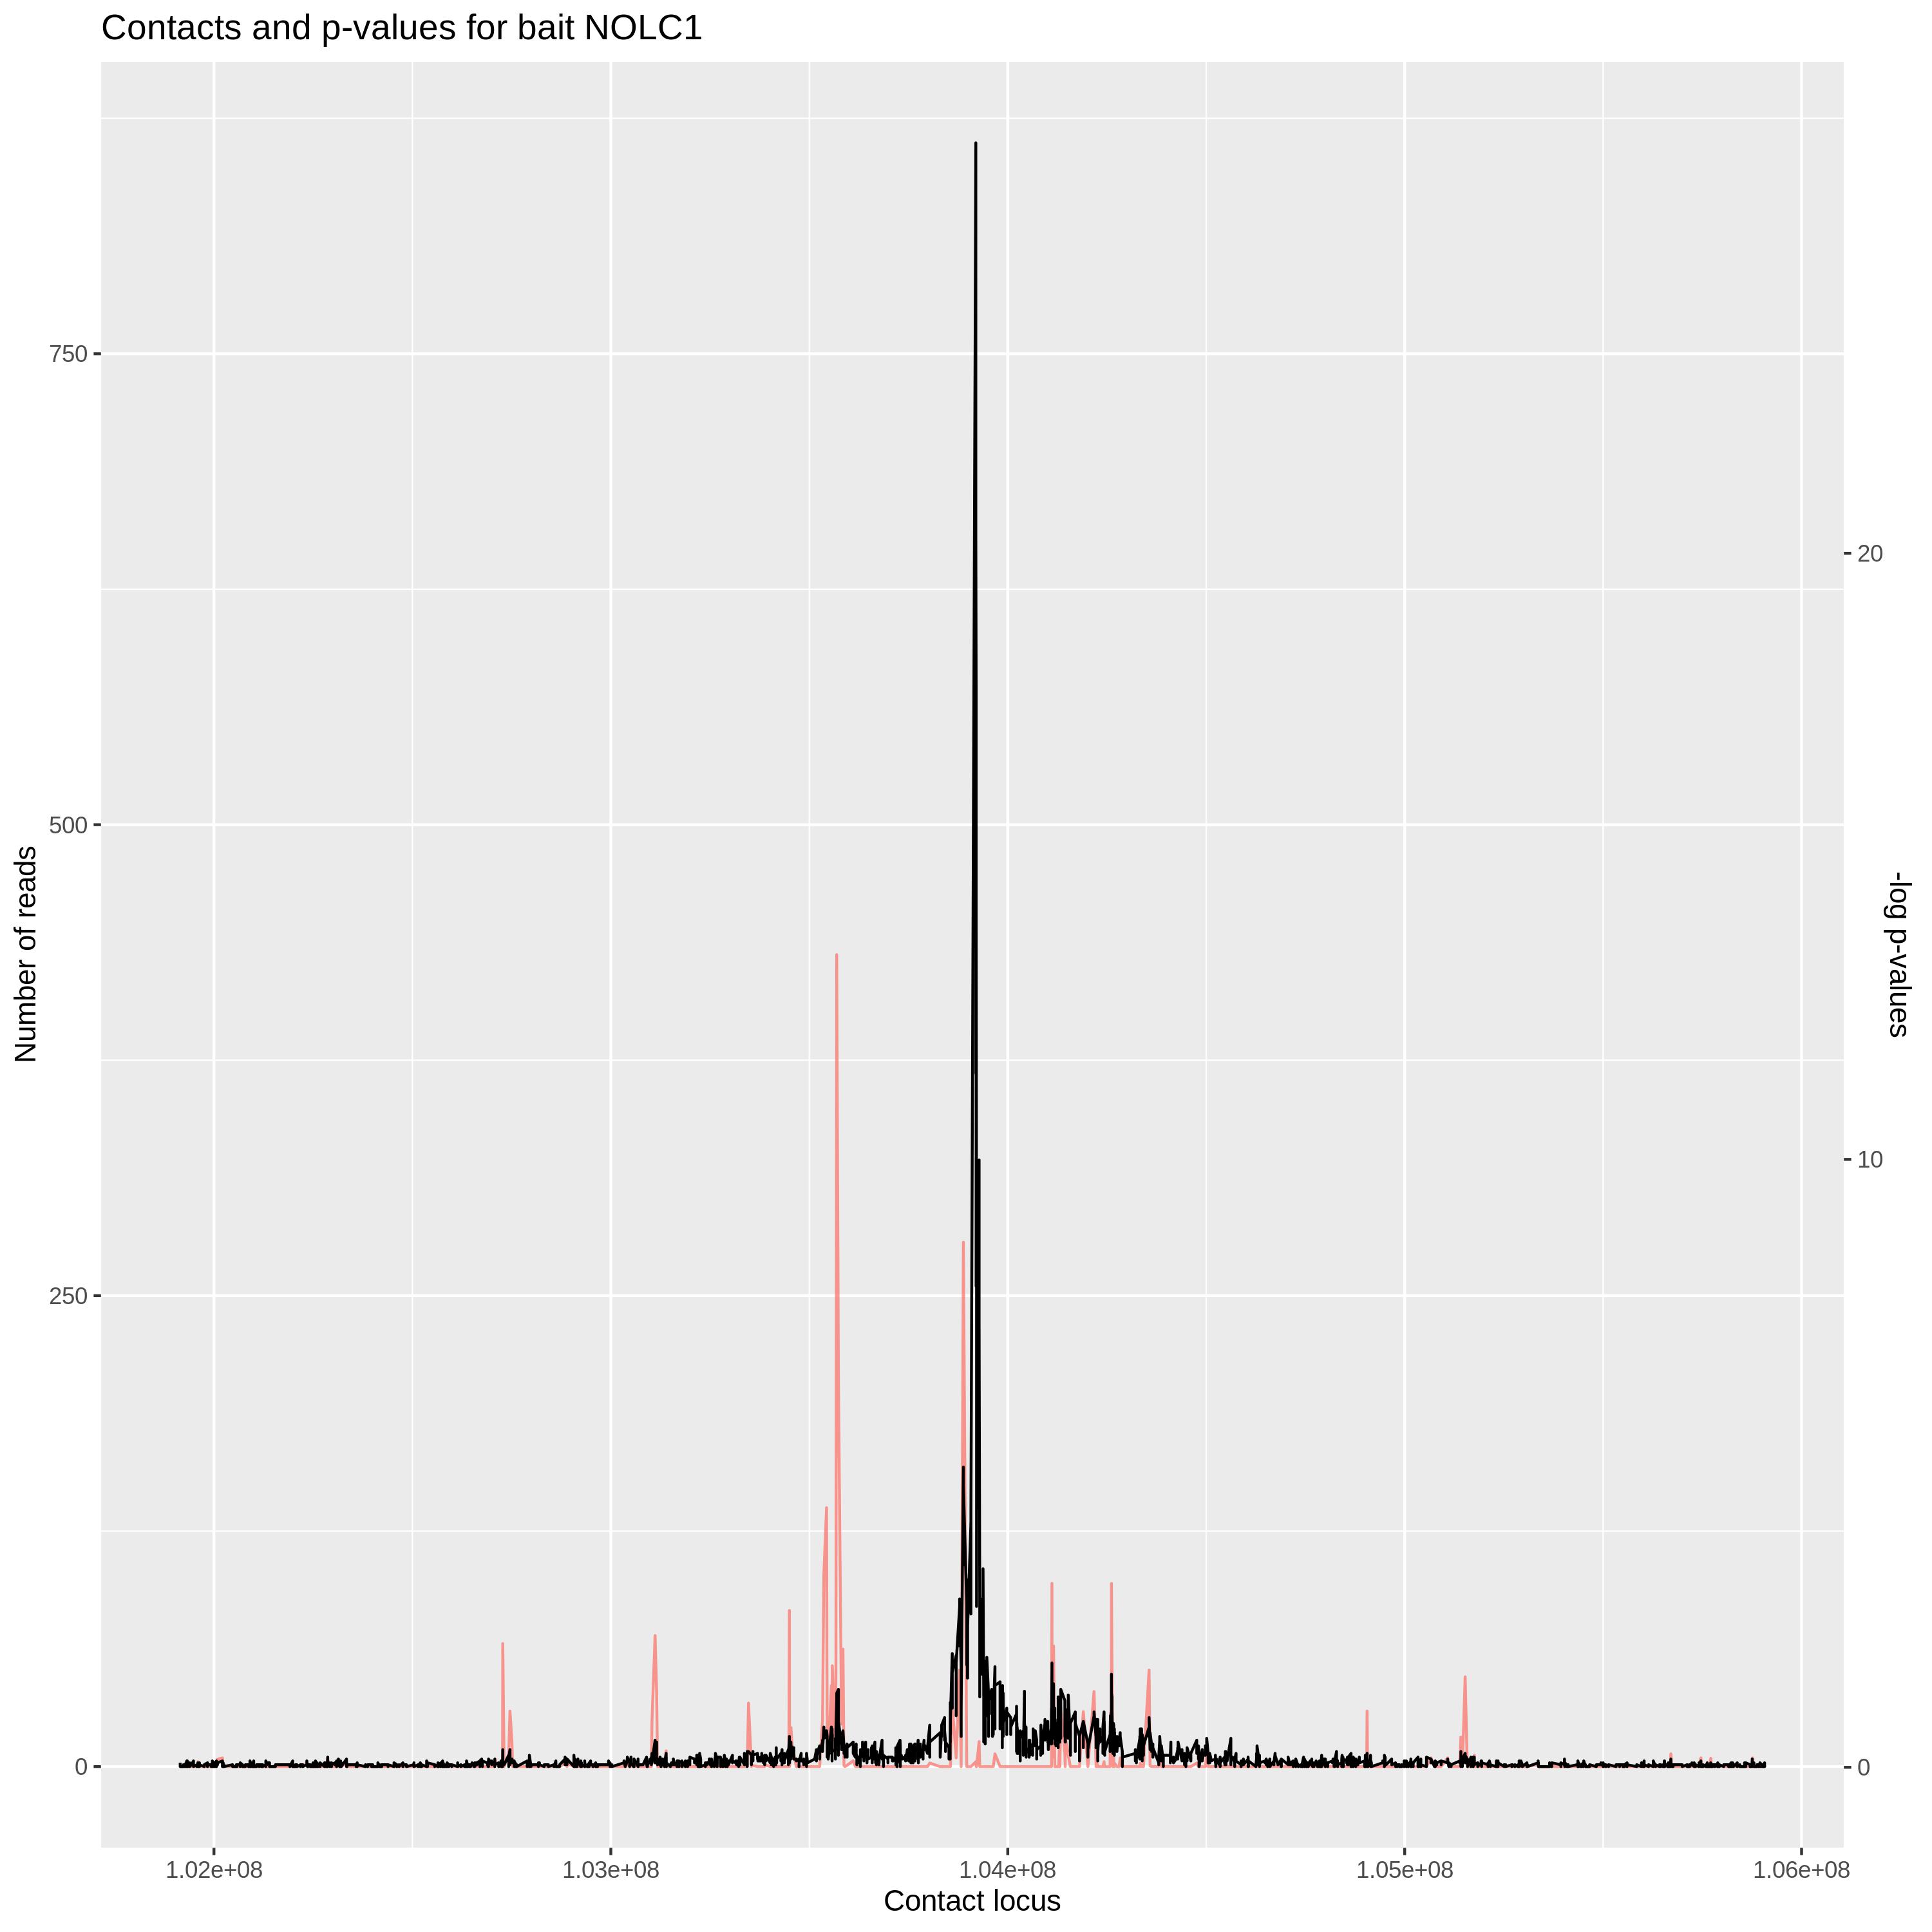 Contacts and p-values for bait NOLC1
750
500
250
0
20
10
0
Number of reads
-log p-values
1.02e+08 1.03e+08 1.04e+08 1.05e+08 1.06e+08
Contact locus